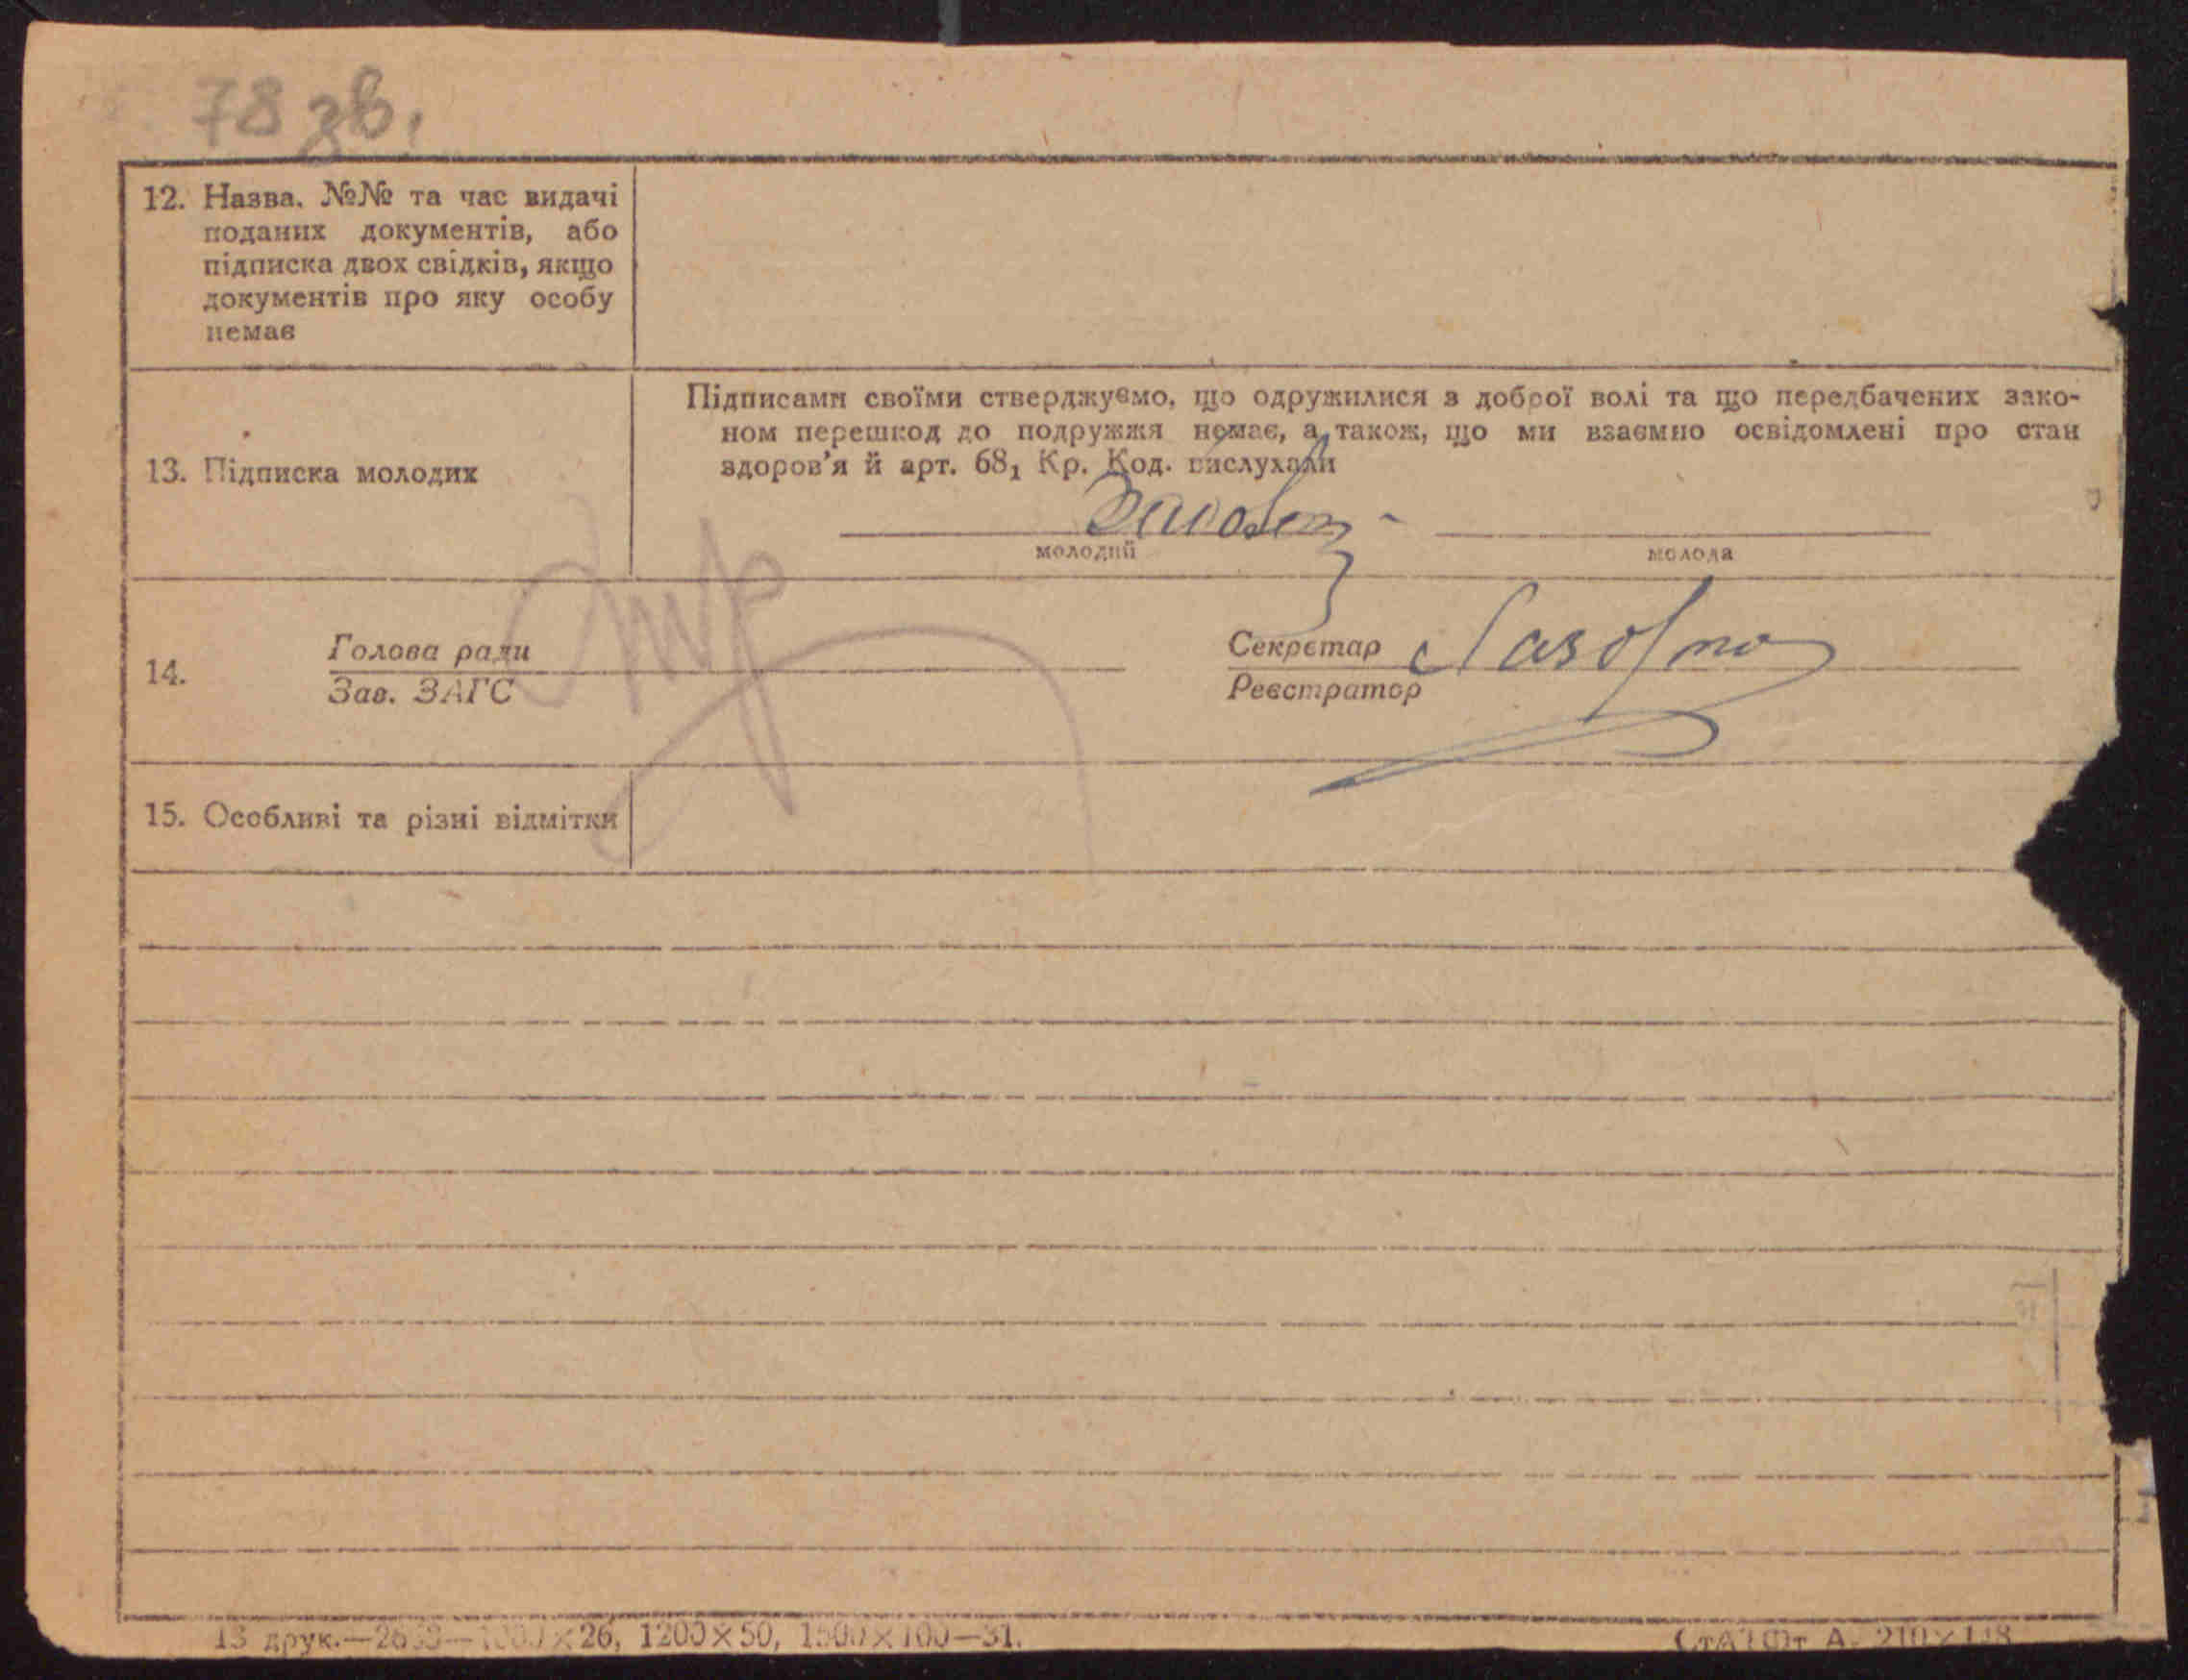 78 зв.
12. Назва. №№ та час видачі
поданих документів, або
підписка двох свідків, якщо
документів про яку особу
немає
13. Підписка молодих
Підписами своїми стверджуємо, що одружилися з доброї волі та що передбачених зако-
ном перешкод до подружжя немає, а також, що ми взаємно освідомлені про стан
здоров'я й арт. 68₁ Кр. Код. вислухали
молодий
молода
14.
Голова ради
Зав. ЗАГС
Секретар
Реєстратор
15. Особливі та різні відмітки
13 друк.— ×26, 1200×50, 1500×100—31.